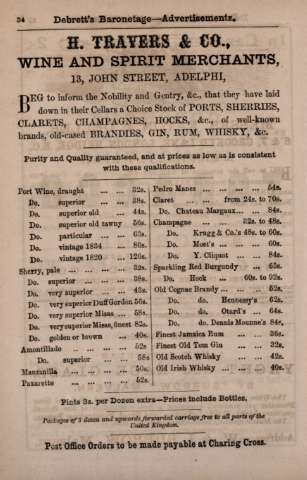 34 Debrett's Baronetage—Advertisements.
H. TRAVERS & CO.,
WINE AND SPIRIT MERCHANTS,
13, JOHN STREET, ADELPHI,
BEG to inform the Nobility and Gentry, &c., that they have laid
down in their Cellars a Choice Stock of PORTS, SHERRIES,
CLARETS, CHAMPAGNES, HOCKS, &c., of well-known
brands, old-cased BRANDIES, GIN, RUM, WHISKY, &c.
Purity and Quality guaranteed, and at prices as low as is consistent
with these qualifications.
Port Wine, draught ... ... 32s.
Do. superior ... ... 38s.
Do. superior old ... 44s.
Do. superior old tawny 50s.
Do. particular ... ... 62s.
Do. vintage 1834 ... 80s.
Do. vintage 1820 ... 126s.
Sherry, pale ... ... ... 32s.
Do. superior ... ... ... 38s.
Do. very superior ... 43s.
Do. very superior Duff Gordon 56s.
Do. very superior Misas ... 58s.
Do. very superior Misas, finest 82s.
Do. golden or brown ... 40s.
Amontillado ... ... ... 52s.
Do. superior ... ... 58s.
Manzanilla ... ... ... 50s.
Paxarette ... ... ... 52s.
Pedro Manes ... ... ... ... 54s.
Claret ... ... from 24s. to 70s.
Do. Chateau Margaux... ... 84s.
Champagne ... ... 32s. to 48s.
Do. Krugg & Co.'s 48s. to 60s.
Do. Moet's ... ... ... 60s.
Do. Y. Cliquot ... ... 84s.
Sparkling Red Burgundy ... 65s.
Do. Hock ... 60s. to 92s.
Old Cognac Brandy ... ... ... 52s.
Do. do. Hennessy's 62s.
Do. do. Otard's ... 64s.
Do. do. Dennis Mounne's 84s.
Finest Jamaica Rum ... ... 36s.
Finest Old Tom Gin ... ... 32s.
Old Scotch Whisky ... ... 42s.
Old Irish Whisky ... ... ... 40s.
Pints 3s. per Dozen extra—Prices include Bottles.
Packages of 3 dozen and upwards forwarded carriage free to all parts of the
United Kingdom.
Post Office Orders to be made payable at Charing Cross.